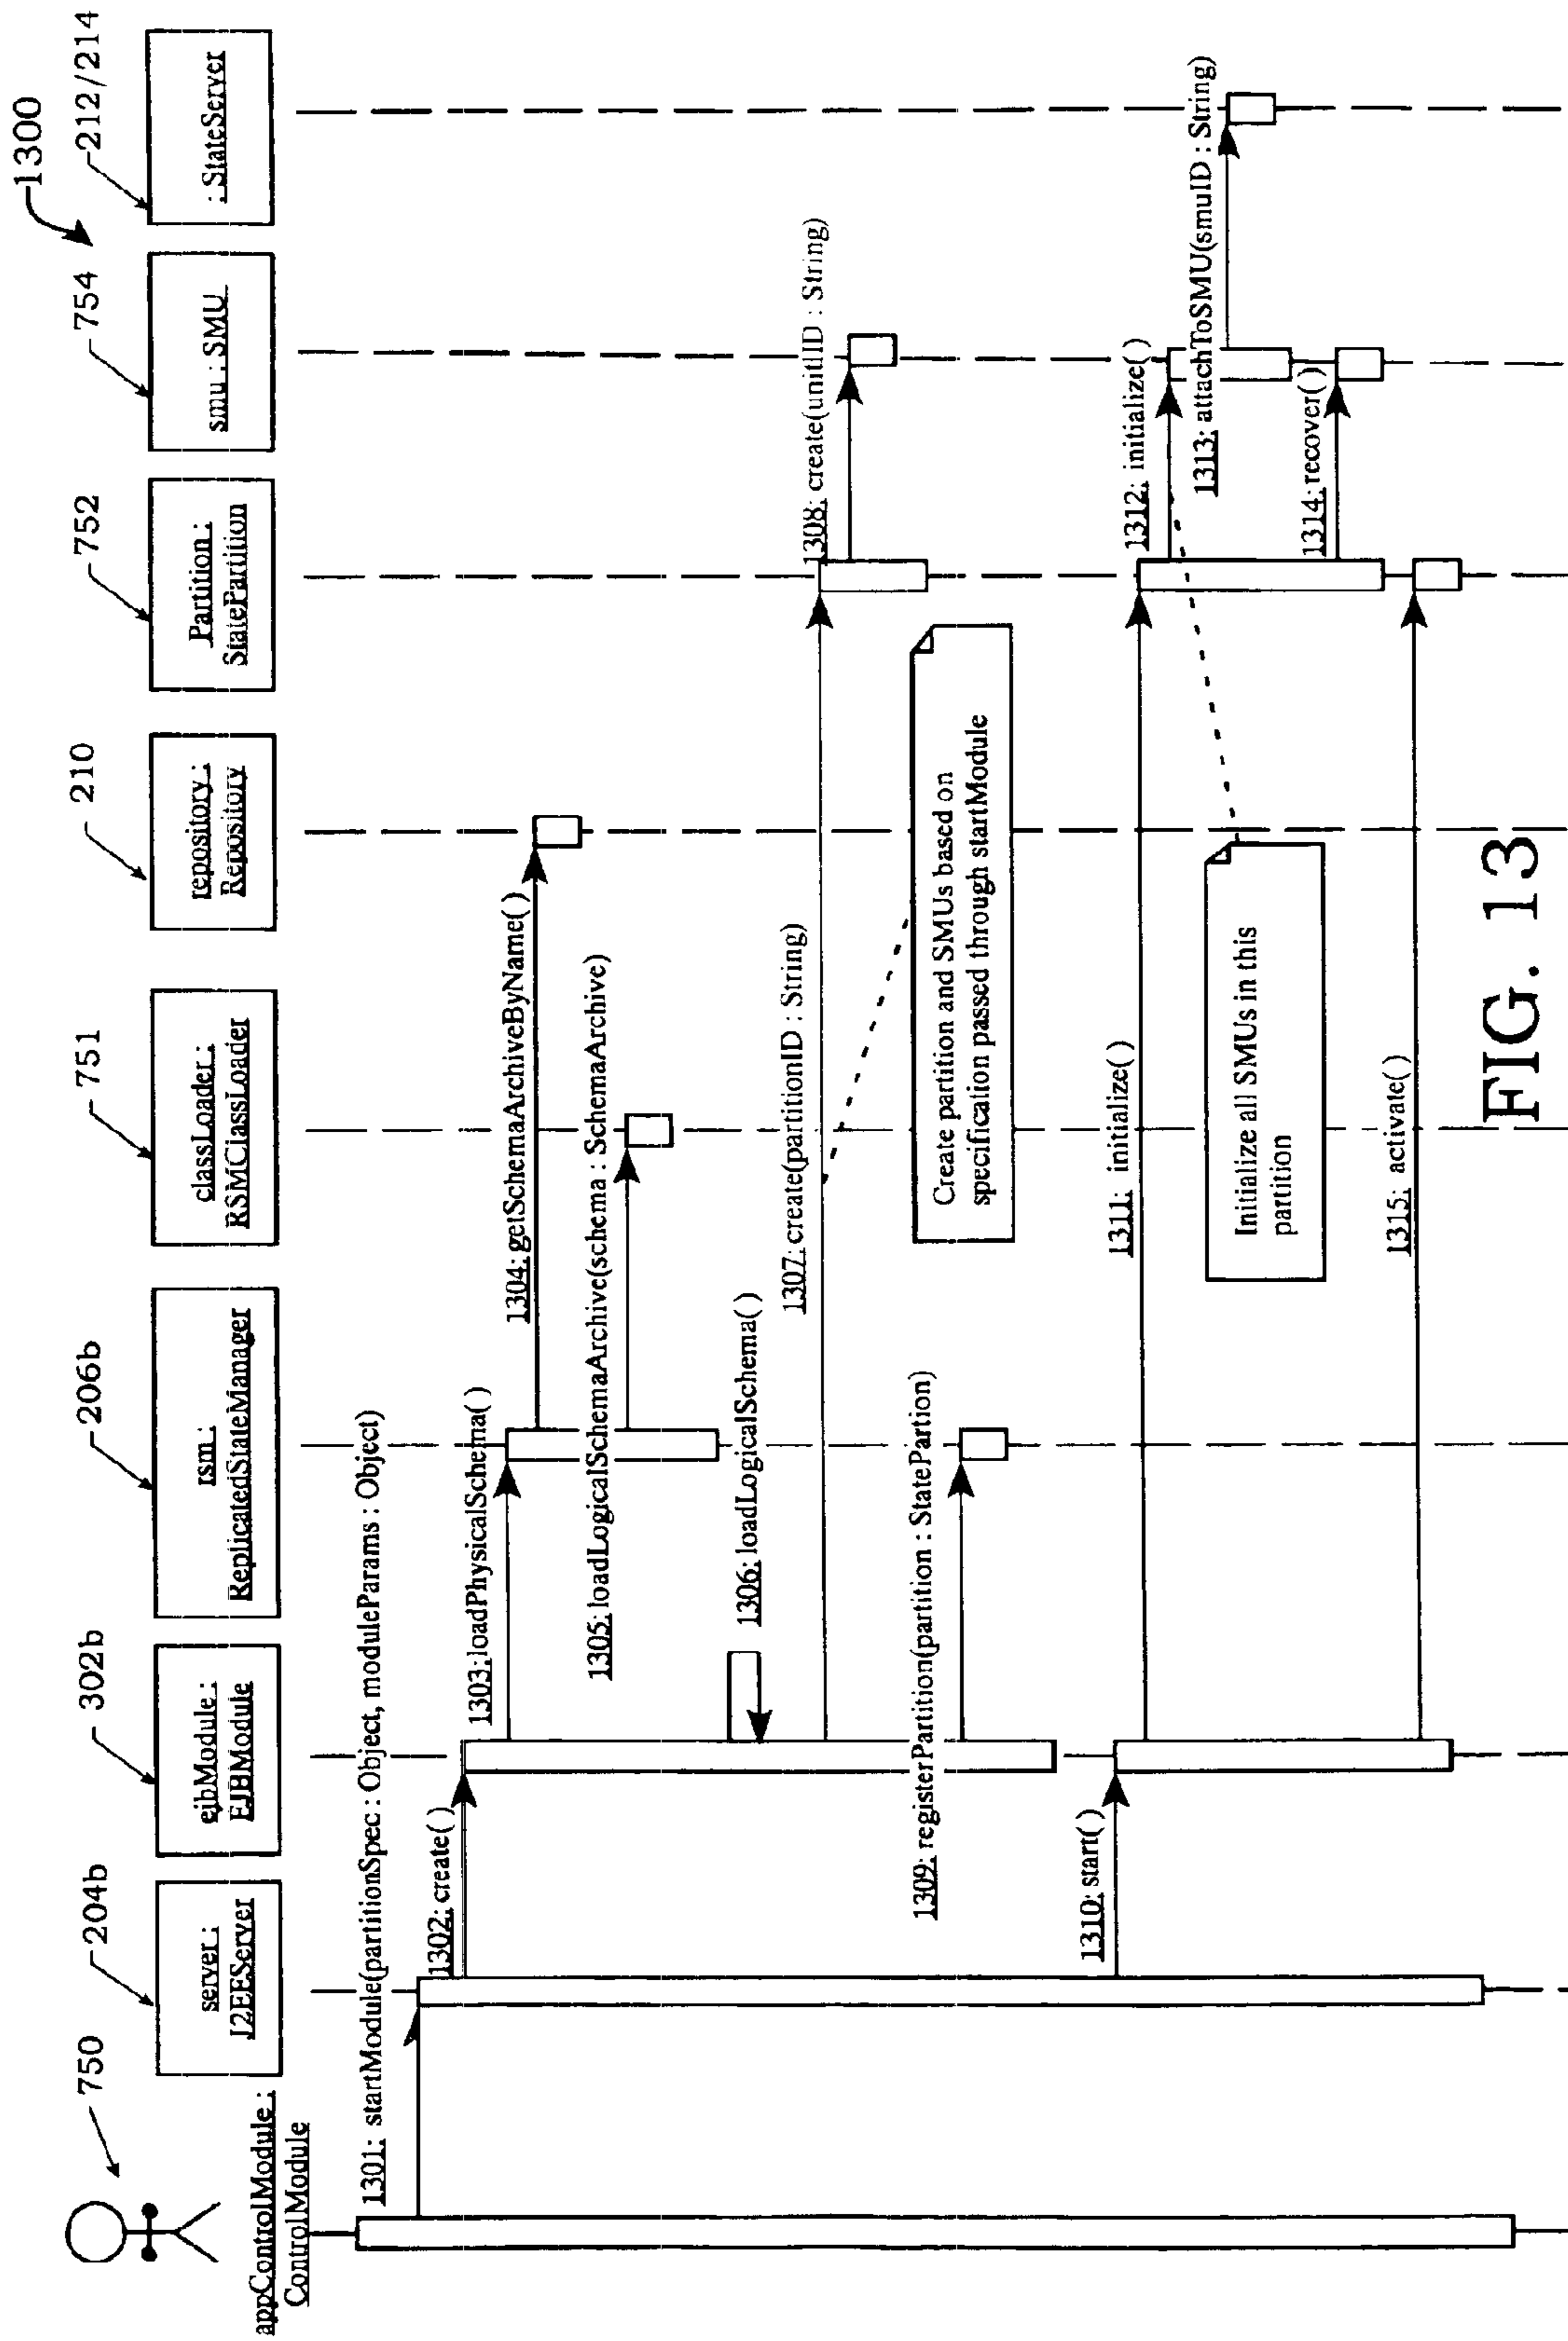 1300
750
204b
302b
206b
751
210
752
754
212/214
appControlModule :
ControlModule
server :
J2EEServer
ejbModule :
EJBModule
rsm :
ReplicatedStateManager
classLoader :
RSMClassLoader
repository :
Repository
Partition :
StatePartition
smu : SMU
: StateServer
1301: startModule(partitionSpec : Object, moduleParams : Object)
1302: create( )
1303: loadPhysicalSchema( )
1304: getSchemaArchiveByName( )
1305: loadLogicalSchemaArchive(schema : SchemaArchive)
1306: loadLogicalSchema( )
1307: create(partitionID : String)
1308: create(unitID : String)
Create partition and SMUs based on
specification passed through startModule
1309: registerPartition(partition : StatePartion)
1310: start( )
1311: initialize( )
1312: initialize( )
1313: attachToSMU(smuID : String)
Initialize all SMUs in this
partition
1314: recover( )
1315: activate( )
FIG. 13